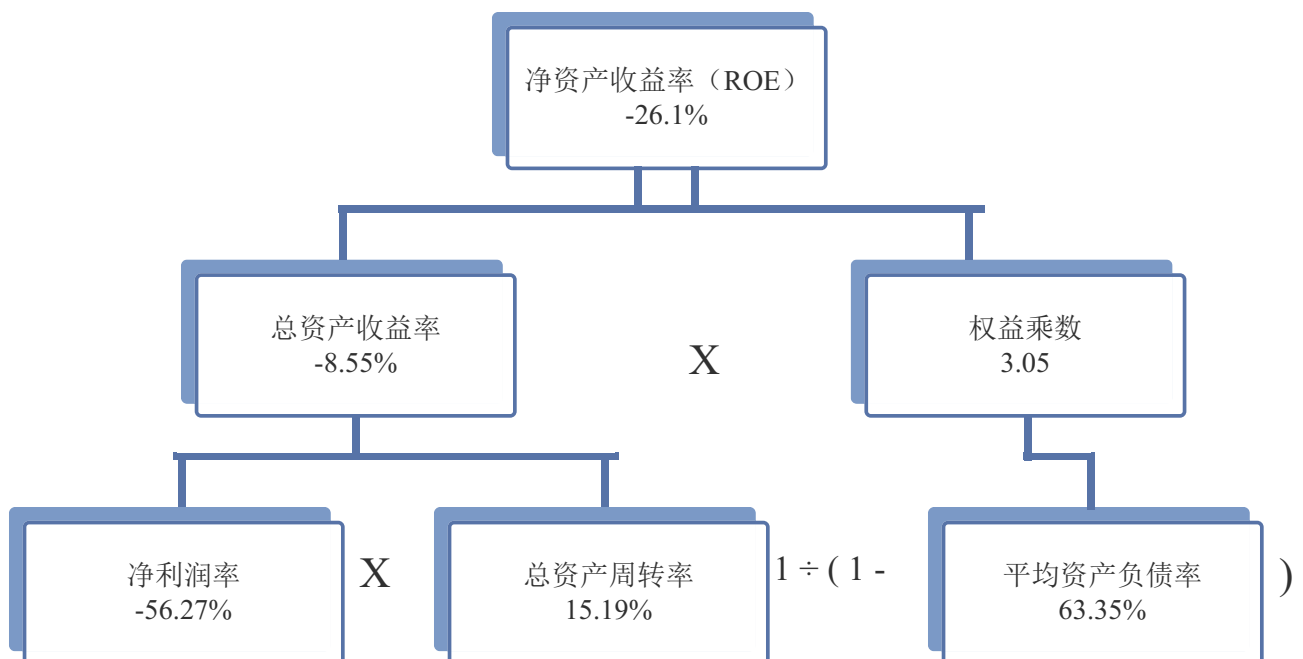 净资产收益率（ROE）
-26.1%
总资产收益率
-8.55%
X
权益乘数
3.05
净利润率
-56.27%
X
总资产周转率
15.19%
1 ÷ ( 1 -
平均资产负债率
63.35%
)